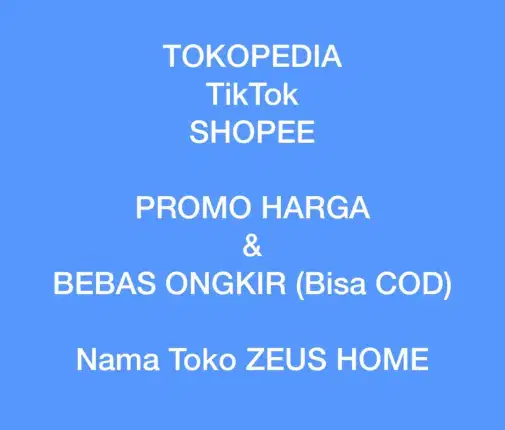 TOKOPEDIA
TikTok
SHOPEE
PROMO HARGA
&
BEBAS ONGKIR (Bisa COD)
Nama Toko ZEUS HOME